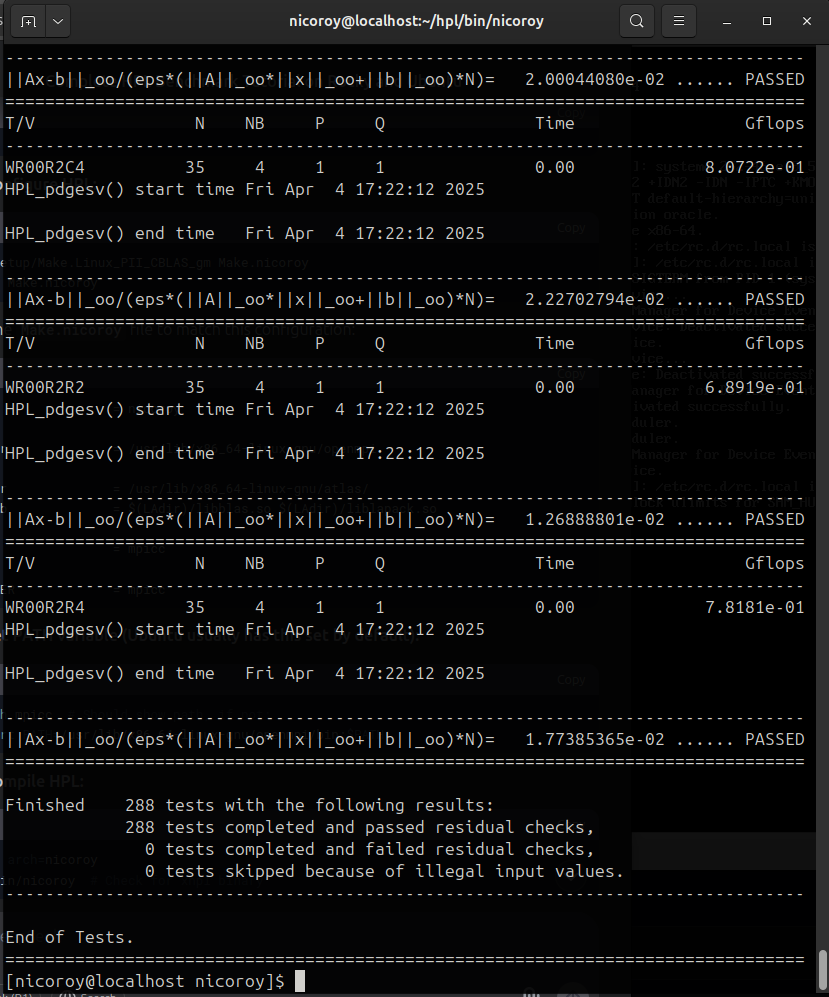 nicoroy@localhost:~/hpl/bin/nicoroy
--------------------------------------------------------------------------------
||Ax-b||_oo/(eps*(||A||_oo*||x||_oo+||b||_oo)*N)=   2.00044080e-02 ...... PASSED
================================================================================
T/V                N    NB     P     Q               Time                 Gflops
--------------------------------------------------------------------------------
WR00R2C4          35     4     1     1               0.00             8.0722e-01
HPL_pdgesv() start time Fri Apr  4 17:22:12 2025
HPL_pdgesv() end time   Fri Apr  4 17:22:12 2025
--------------------------------------------------------------------------------
||Ax-b||_oo/(eps*(||A||_oo*||x||_oo+||b||_oo)*N)=   2.22702794e-02 ...... PASSED
================================================================================
T/V                N    NB     P     Q               Time                 Gflops
--------------------------------------------------------------------------------
WR00R2R2          35     4     1     1               0.00             6.8919e-01
HPL_pdgesv() start time Fri Apr  4 17:22:12 2025
HPL_pdgesv() end time   Fri Apr  4 17:22:12 2025
--------------------------------------------------------------------------------
||Ax-b||_oo/(eps*(||A||_oo*||x||_oo+||b||_oo)*N)=   1.26888801e-02 ...... PASSED
================================================================================
T/V                N    NB     P     Q               Time                 Gflops
--------------------------------------------------------------------------------
WR00R2R4          35     4     1     1               0.00             7.8181e-01
HPL_pdgesv() start time Fri Apr  4 17:22:12 2025
HPL_pdgesv() end time   Fri Apr  4 17:22:12 2025
--------------------------------------------------------------------------------
||Ax-b||_oo/(eps*(||A||_oo*||x||_oo+||b||_oo)*N)=   1.77385365e-02 ...... PASSED
================================================================================
Finished    288 tests with the following results:
            288 tests completed and passed residual checks,
              0 tests completed and failed residual checks,
              0 tests skipped because of illegal input values.
--------------------------------------------------------------------------------
End of Tests.
================================================================================
[nicoroy@localhost nicoroy]$